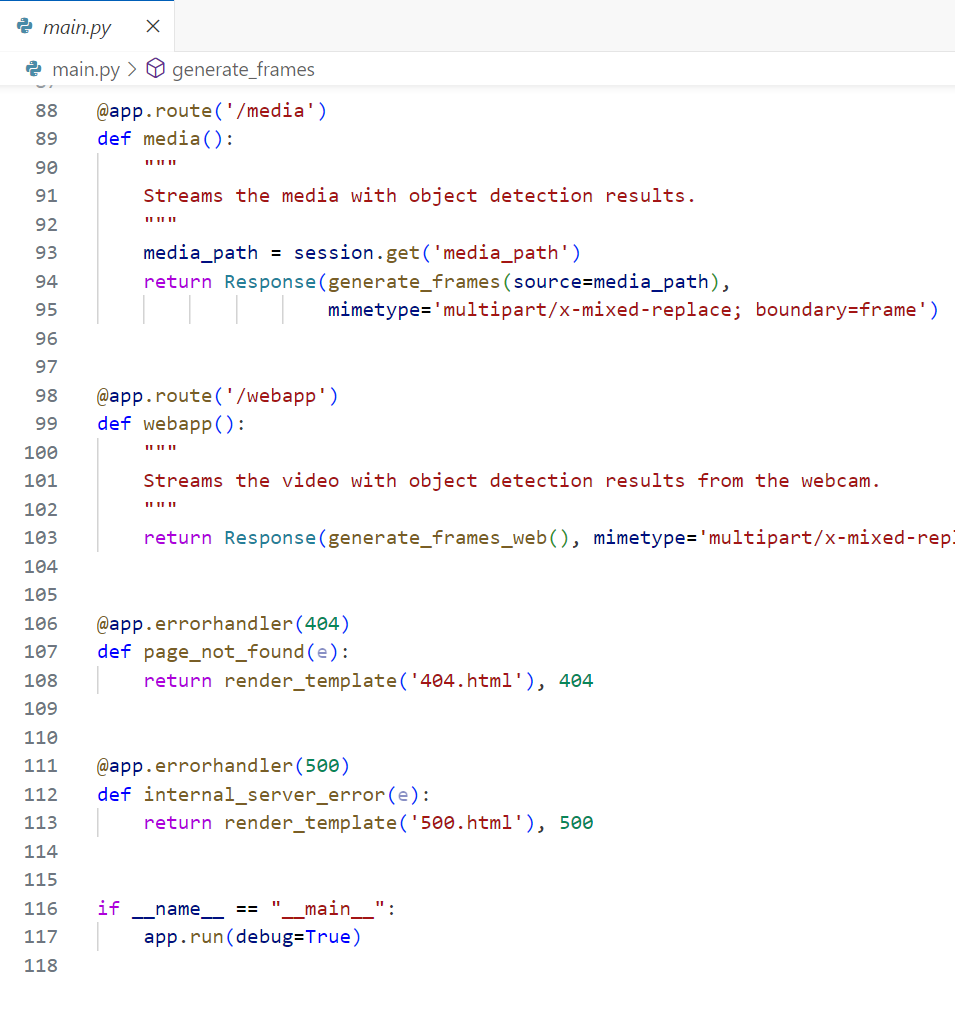 main.py
main.py > generate_frames
88 @app.route('/media')
89 def media():
90     """
91     Streams the media with object detection results.
92     """
93     media_path = session.get('media_path')
94     return Response(generate_frames(source=media_path),
95                     mimetype='multipart/x-mixed-replace; boundary=frame')
96
97
98 @app.route('/webapp')
99 def webapp():
100     """
101     Streams the video with object detection results from the webcam.
102     """
103     return Response(generate_frames_web(), mimetype='multipart/x-mixed-repl
104
105
106 @app.errorhandler(404)
107 def page_not_found(e):
108     return render_template('404.html'), 404
109
110
111 @app.errorhandler(500)
112 def internal_server_error(e):
113     return render_template('500.html'), 500
114
115
116 if __name__ == "__main__":
117     app.run(debug=True)
118